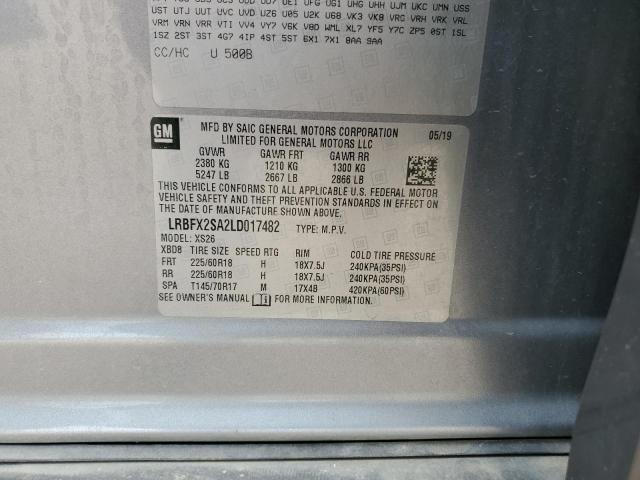 UST UTJ UUT UVC UVD UZ6 U05 U2K U68 VK3 VK8 VRG VRH VRK VRL
VRM VRN VRR VTI VV4 VY7 V6K V8D WML XL7 YF5 Y7C ZP5 0ST 1SL
1SZ 2ST 3ST 4G7 4IP 4ST 5ST 6X1 7X1 8AA 9AA
CC/HC U 500B
GM
MFD BY SAIC GENERAL MOTORS CORPORATION 05/19
LIMITED FOR GENERAL MOTORS LLC
GVWR GAWR FRT GAWR RR
2380 KG 1210 KG 1300 KG
5247 LB 2667 LB 2866 LB
THIS VEHICLE CONFORMS TO ALL APPLICABLE U.S. FEDERAL MOTOR
VEHICLE SAFETY AND THEFT PREVENTION STANDARDS IN EFFECT ON THE
DATE OF MANUFACTURE SHOWN ABOVE.
LRBFX2SA2LD017482 TYPE: M.P.V.
MODEL: XS26
XBD8 TIRE SIZE SPEED RTG RIM COLD TIRE PRESSURE
FRT 225/60R18 H 18X7.5J 240KPA(35PSI)
RR 225/60R18 H 18X7.5J 240KPA(35PSI)
SPA T145/70R17 M 17X4B 420KPA(60PSI)
SEE OWNER'S MANUAL FOR MORE INFORMATION.